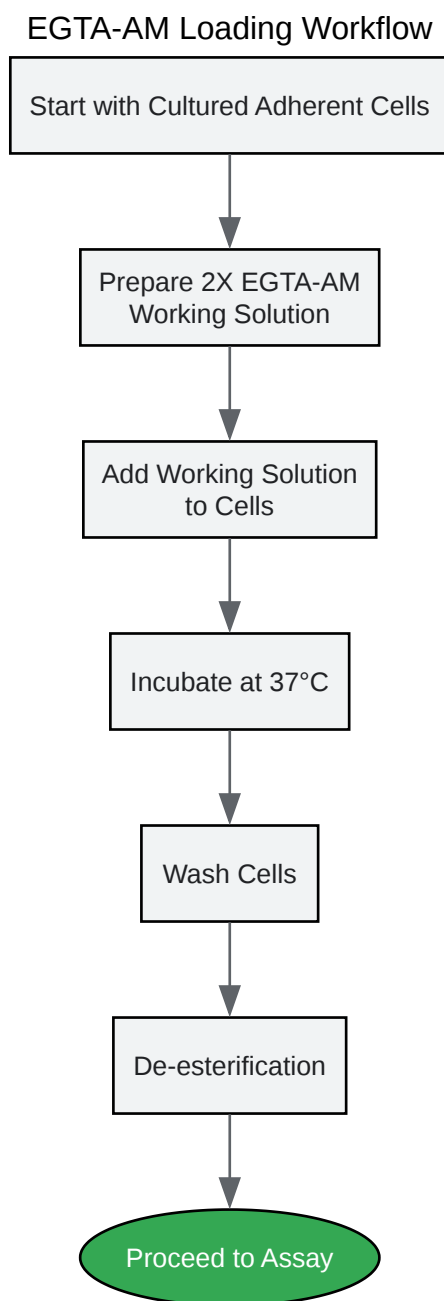 EGTA-AM Loading Workflow
Start with Cultured Adherent Cells
Prepare 2X EGTA-AM
Working Solution
Add Working Solution
to Cells
Incubate at 37°C
Wash Cells
De-esterification
Proceed to Assay